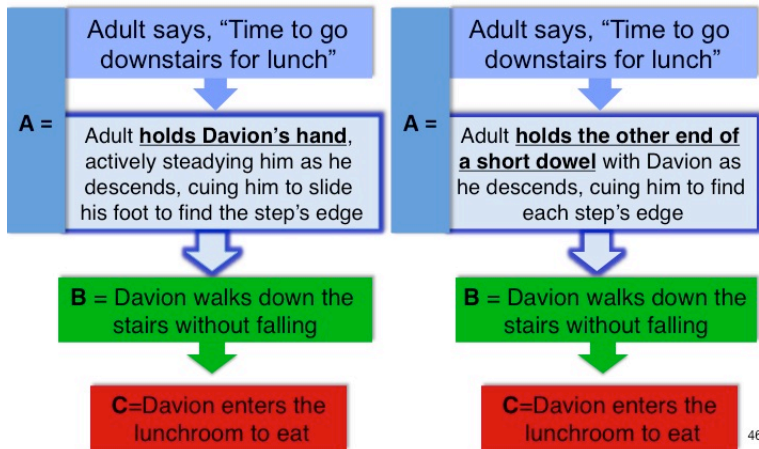 A =
Adult says, “Time to go
downstairs for lunch”
Adult holds Davion’s hand,
actively steadying him as he
descends, cuing him to slide
his foot to find the step’s edge
B = Davion walks down the
stairs without falling
C=Davion enters the
lunchroom to eat
A =
Adult says, “Time to go
downstairs for lunch”
Adult holds the other end of
a short dowel with Davion as
he descends, cuing him to find
each step’s edge
B = Davion walks down the
stairs without falling
C=Davion enters the
lunchroom to eat
46